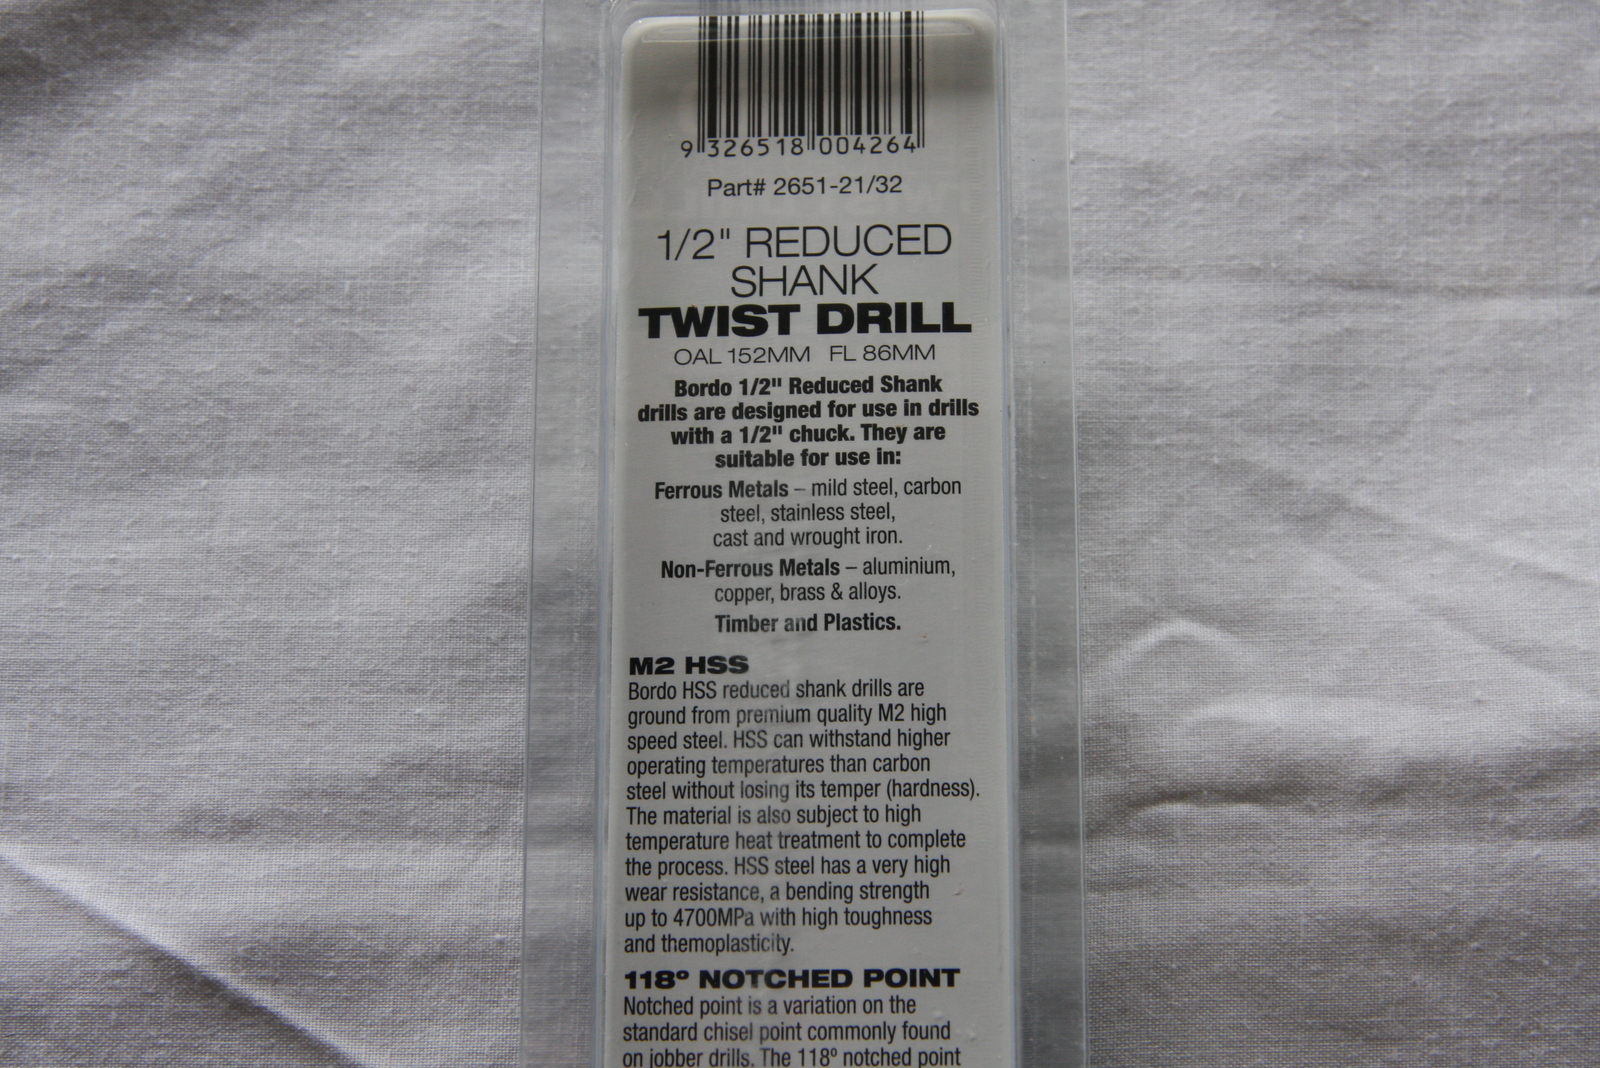 9 326518 004264
Part# 2651-21/32
1/2" REDUCED
SHANK
TWIST DRILL
OAL 152MM FL 86MM
Bordo 1/2" Reduced Shank
drills are designed for use in drills
with a 1/2" chuck. They are
suitable for use in:
Ferrous Metals – mild steel, carbon
steel, stainless steel,
cast and wrought iron.
Non-Ferrous Metals – aluminium,
copper, brass & alloys.
Timber and Plastics.
M2 HSS
Bordo HSS reduced shank drills are
ground from premium quality M2 high
speed steel. HSS can withstand higher
operating temperatures than carbon
steel without losing its temper (hardness).
The material is also subject to high
temperature heat treatment to complete
the process. HSS steel has a very high
wear resistance, a bending strength
up to 4700MPa with high toughness
and themoplasticity.
118º NOTCHED POINT
Notched point is a variation on the
standard chisel point commonly found
on jobber drills. The 118º notched point